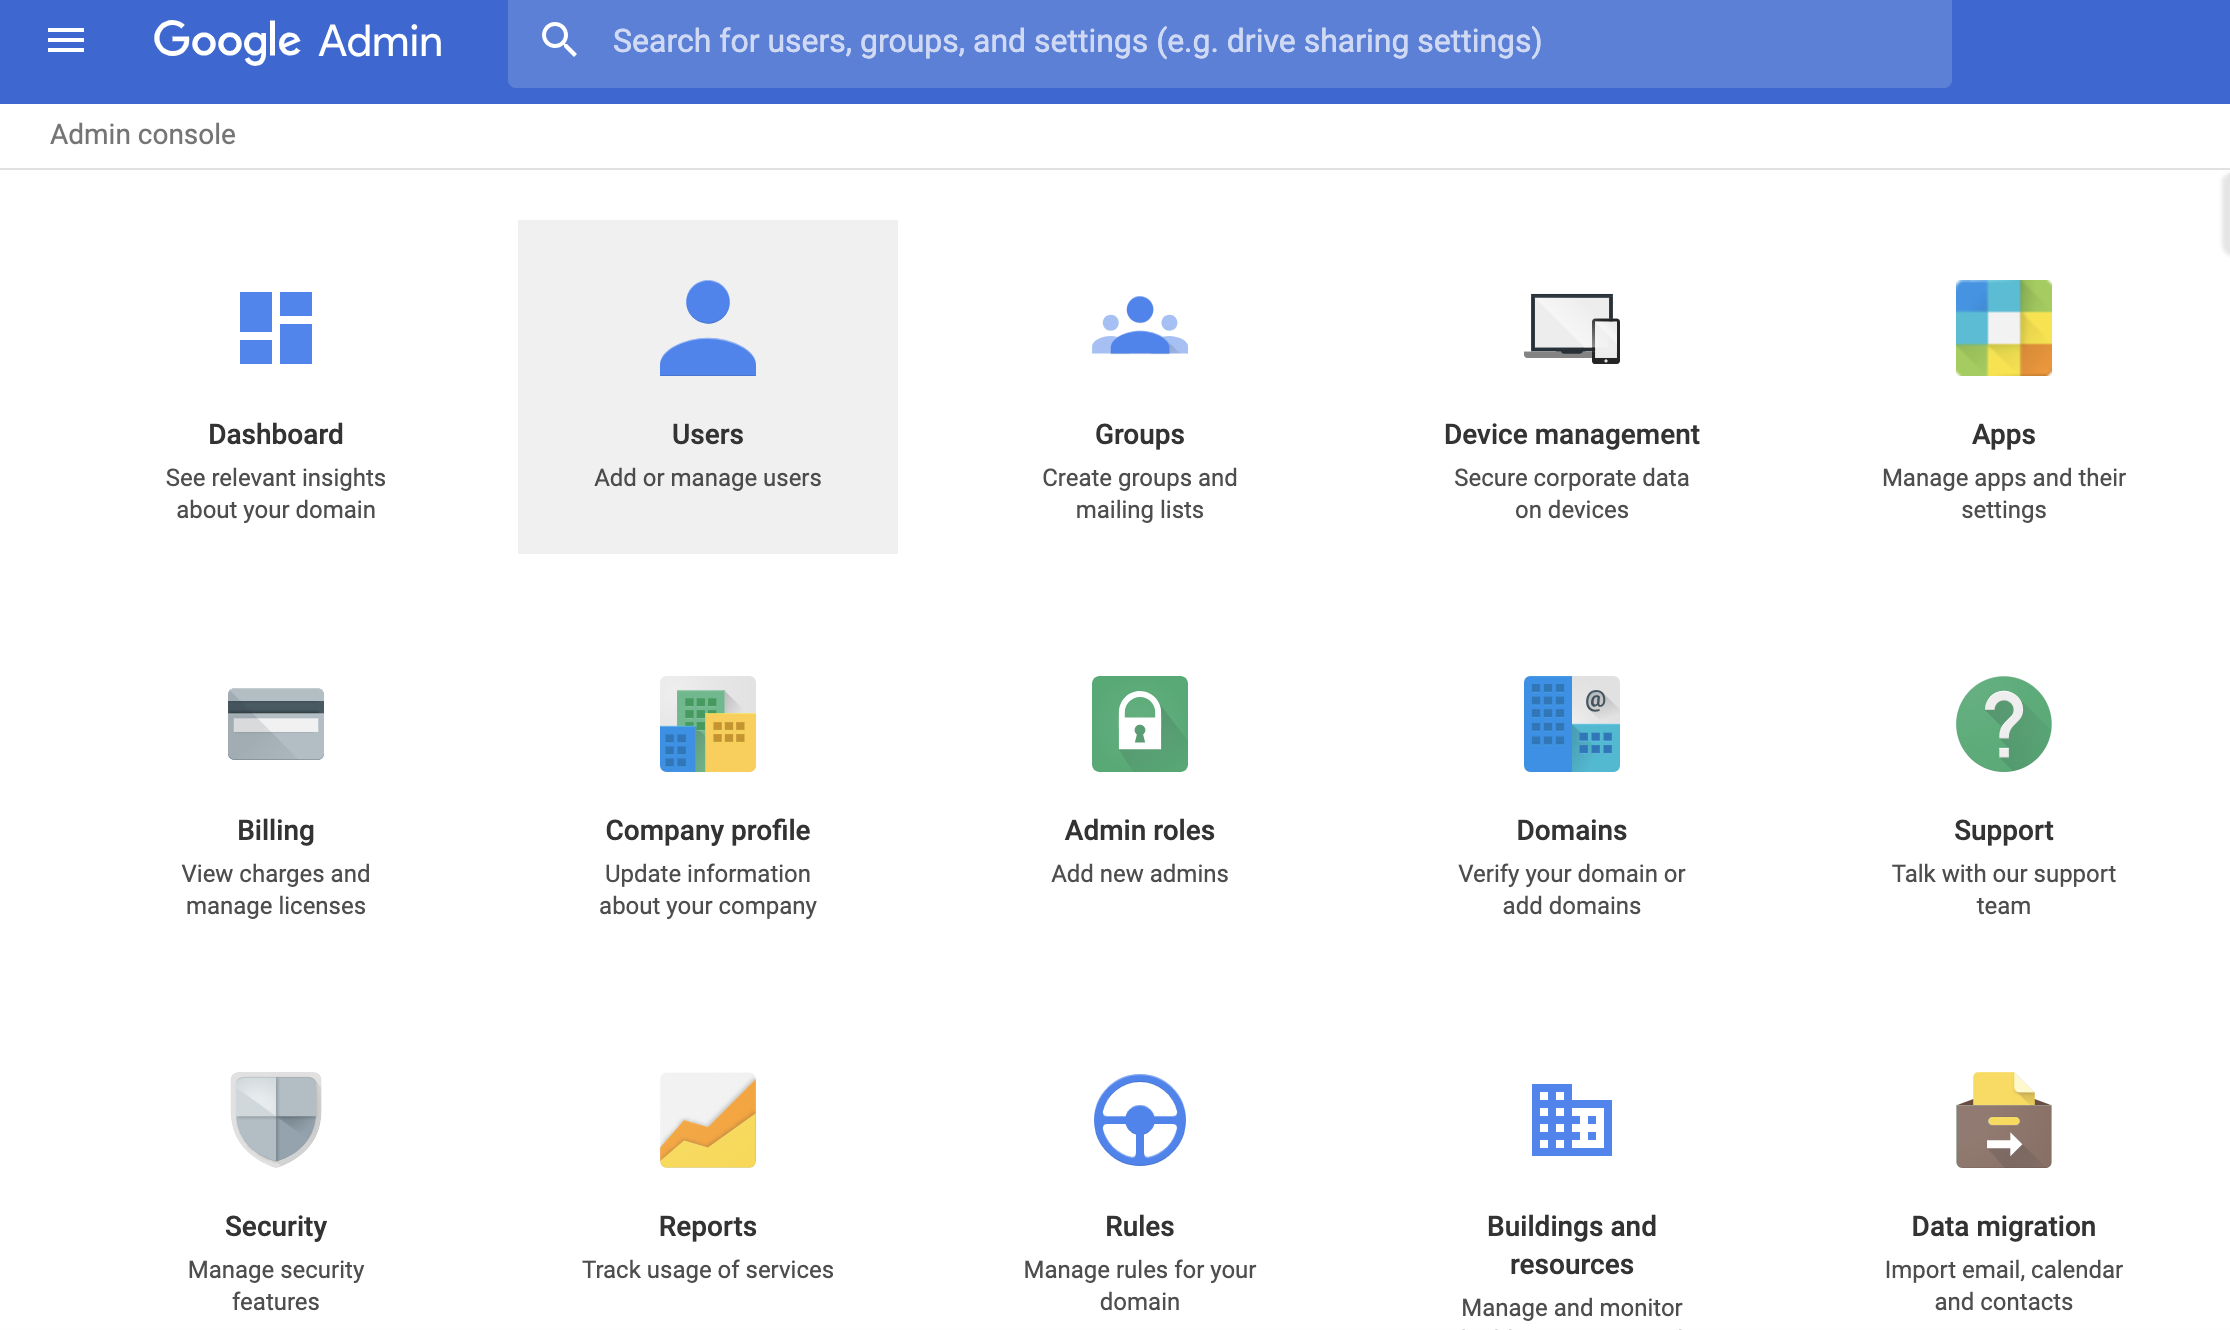 Google Admin
Search for users, groups, and settings (e.g. drive sharing settings)
Admin console
Dashboard
See relevant insights
about your domain
Users
Add or manage users
Groups
Create groups and
mailing lists
Device management
Secure corporate data
on devices
Apps
Manage apps and their
settings
Billing
View charges and
manage licenses
Company profile
Update information
about your company
Admin roles
Add new admins
@
Domains
Verify your domain or
add domains
?
Support
Talk with our support
team
Security
Manage security
features
Reports
Track usage of services
Rules
Manage rules for your
domain
Buildings and
resources
Manage and monitor
Data migration
Import email, calendar
and contacts